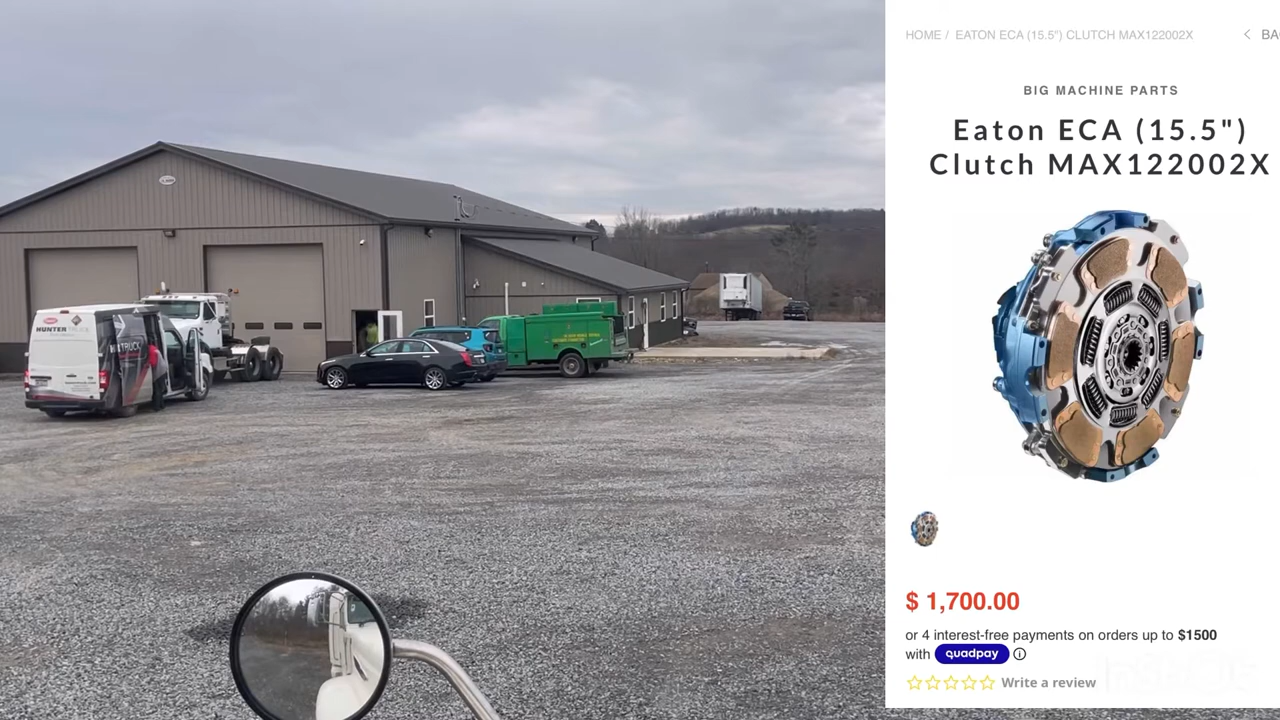 HOME / EATON ECA (15.5") CLUTCH MAX122002X
BIG MACHINE PARTS
Eaton ECA (15.5")
Clutch MAX122002X
$ 1,700.00
or 4 interest-free payments on orders up to $1500
with quadpay
Write a review
HUNTER TRUCK